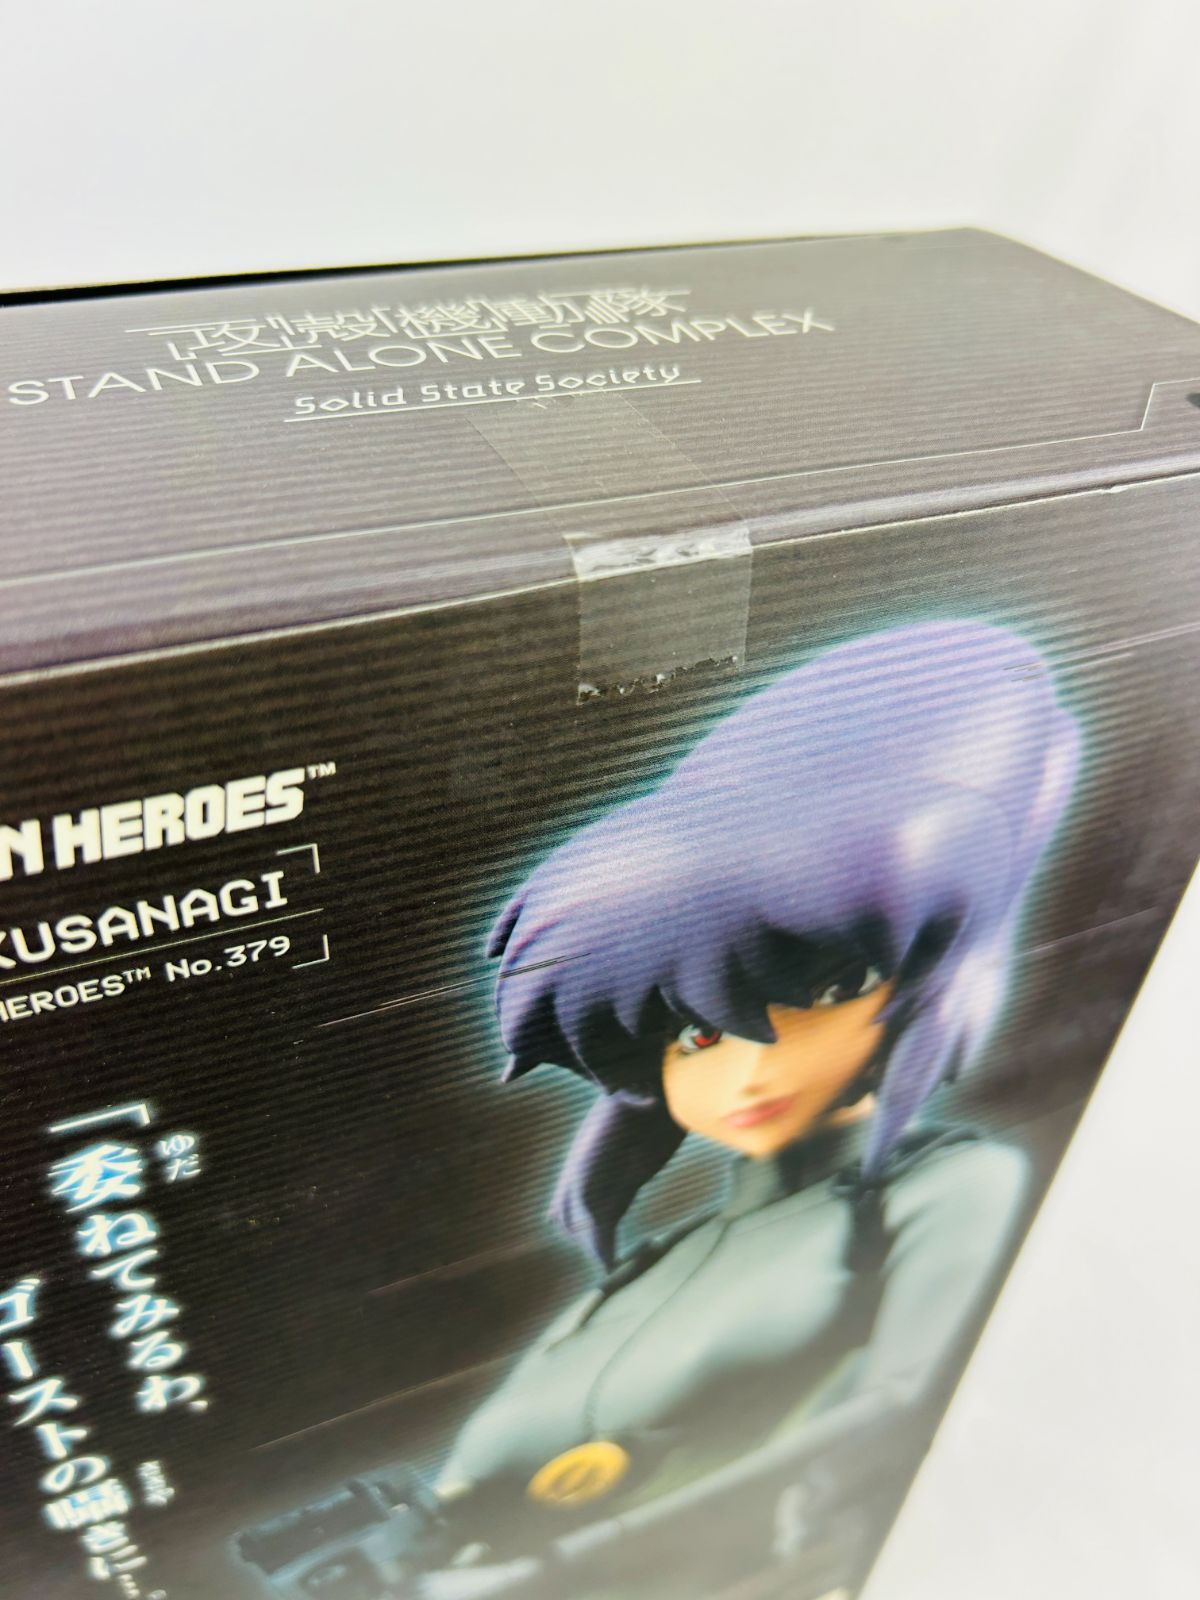 攻殻機動隊
STAND ALONE COMPLEX
Solid State Society
N HEROES™
KUSANAGI
HEROES™ No.379
「委ねてみるわ、
ゆだ
ゴーストの囁きに…